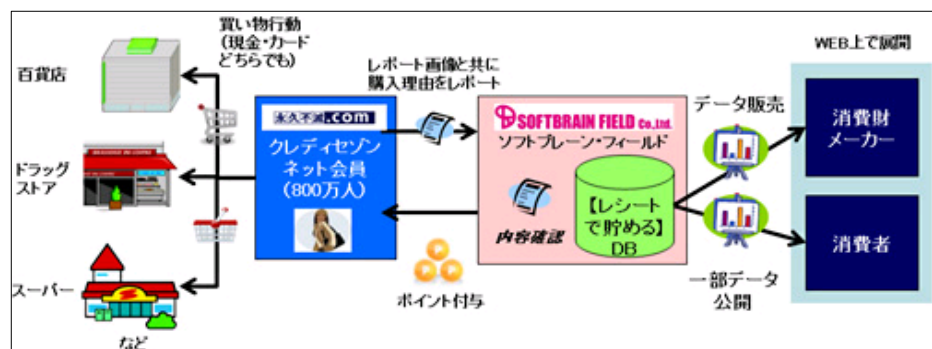 百貨店
買い物行動
(現金・カード
どちらでも)
ドラッグ
ストア
スーパー
など
永久不滅.com
クレディセゾン
ネット会員
(800万人)
レポート画像と共に
購入理由をレポート
ポイント付与
SOFTBRAIN FIELD Co.,Ltd.
ソフトブレーン・フィールド
内容確認
【レシート
で貯める】
DB
データ販売
一部データ
公開
WEB上で展開
消費財
メーカー
消費者